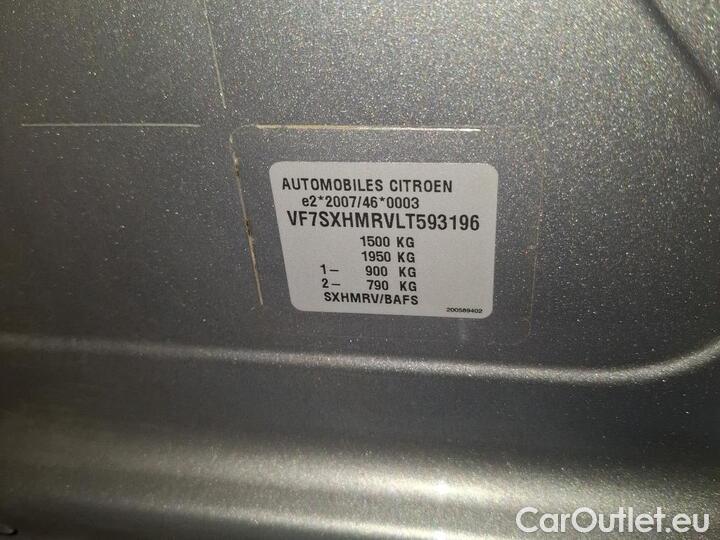 AUTOMOBILES CITROEN
e2*2007/46*0003
VF7SXHMRVLT593196
1500 KG
1950 KG
1- 900 KG
2- 790 KG
SXHMRV/BAFS
200589402
CarOutlet.eu